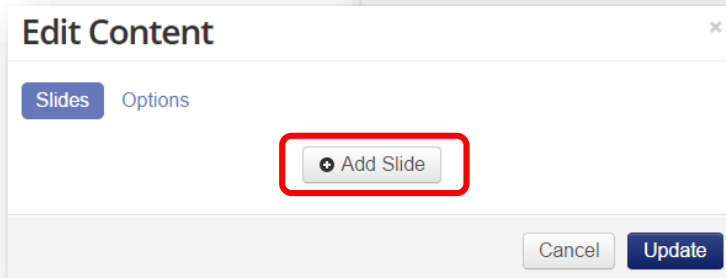 Edit Content
×
Slides Options
Add Slide
Cancel Update